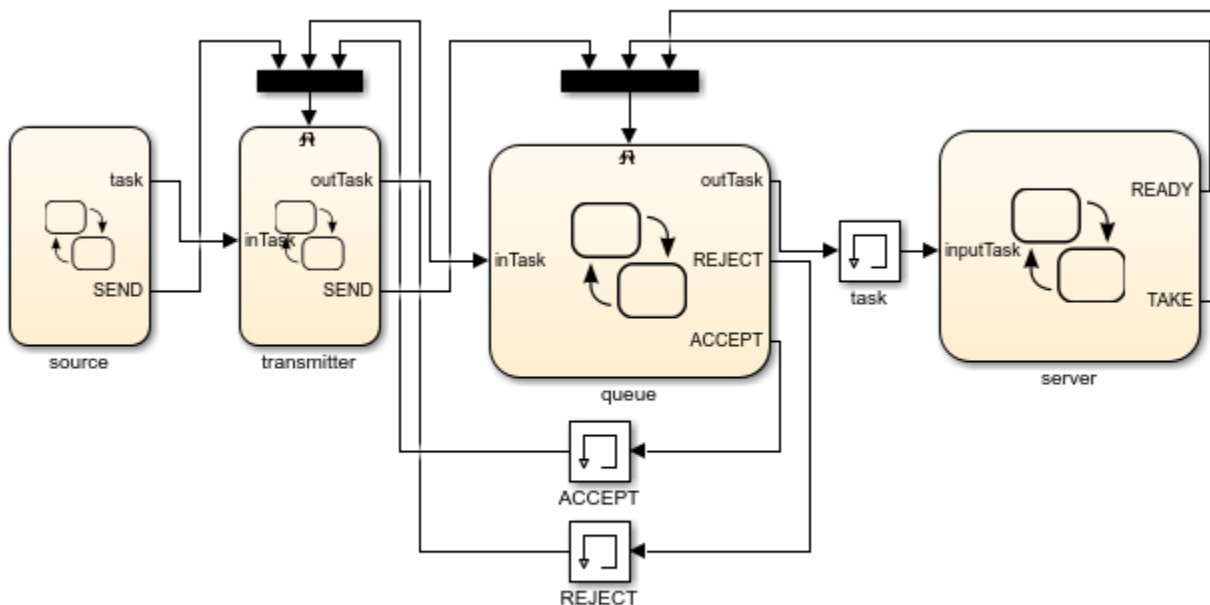 task
inTask
SEND
source
outTask
SEND
transmitter
inTask
outTask
REJECT
ACCEPT
queue
task
inputTask
READY
TAKE
server
ACCEPT
REJECT